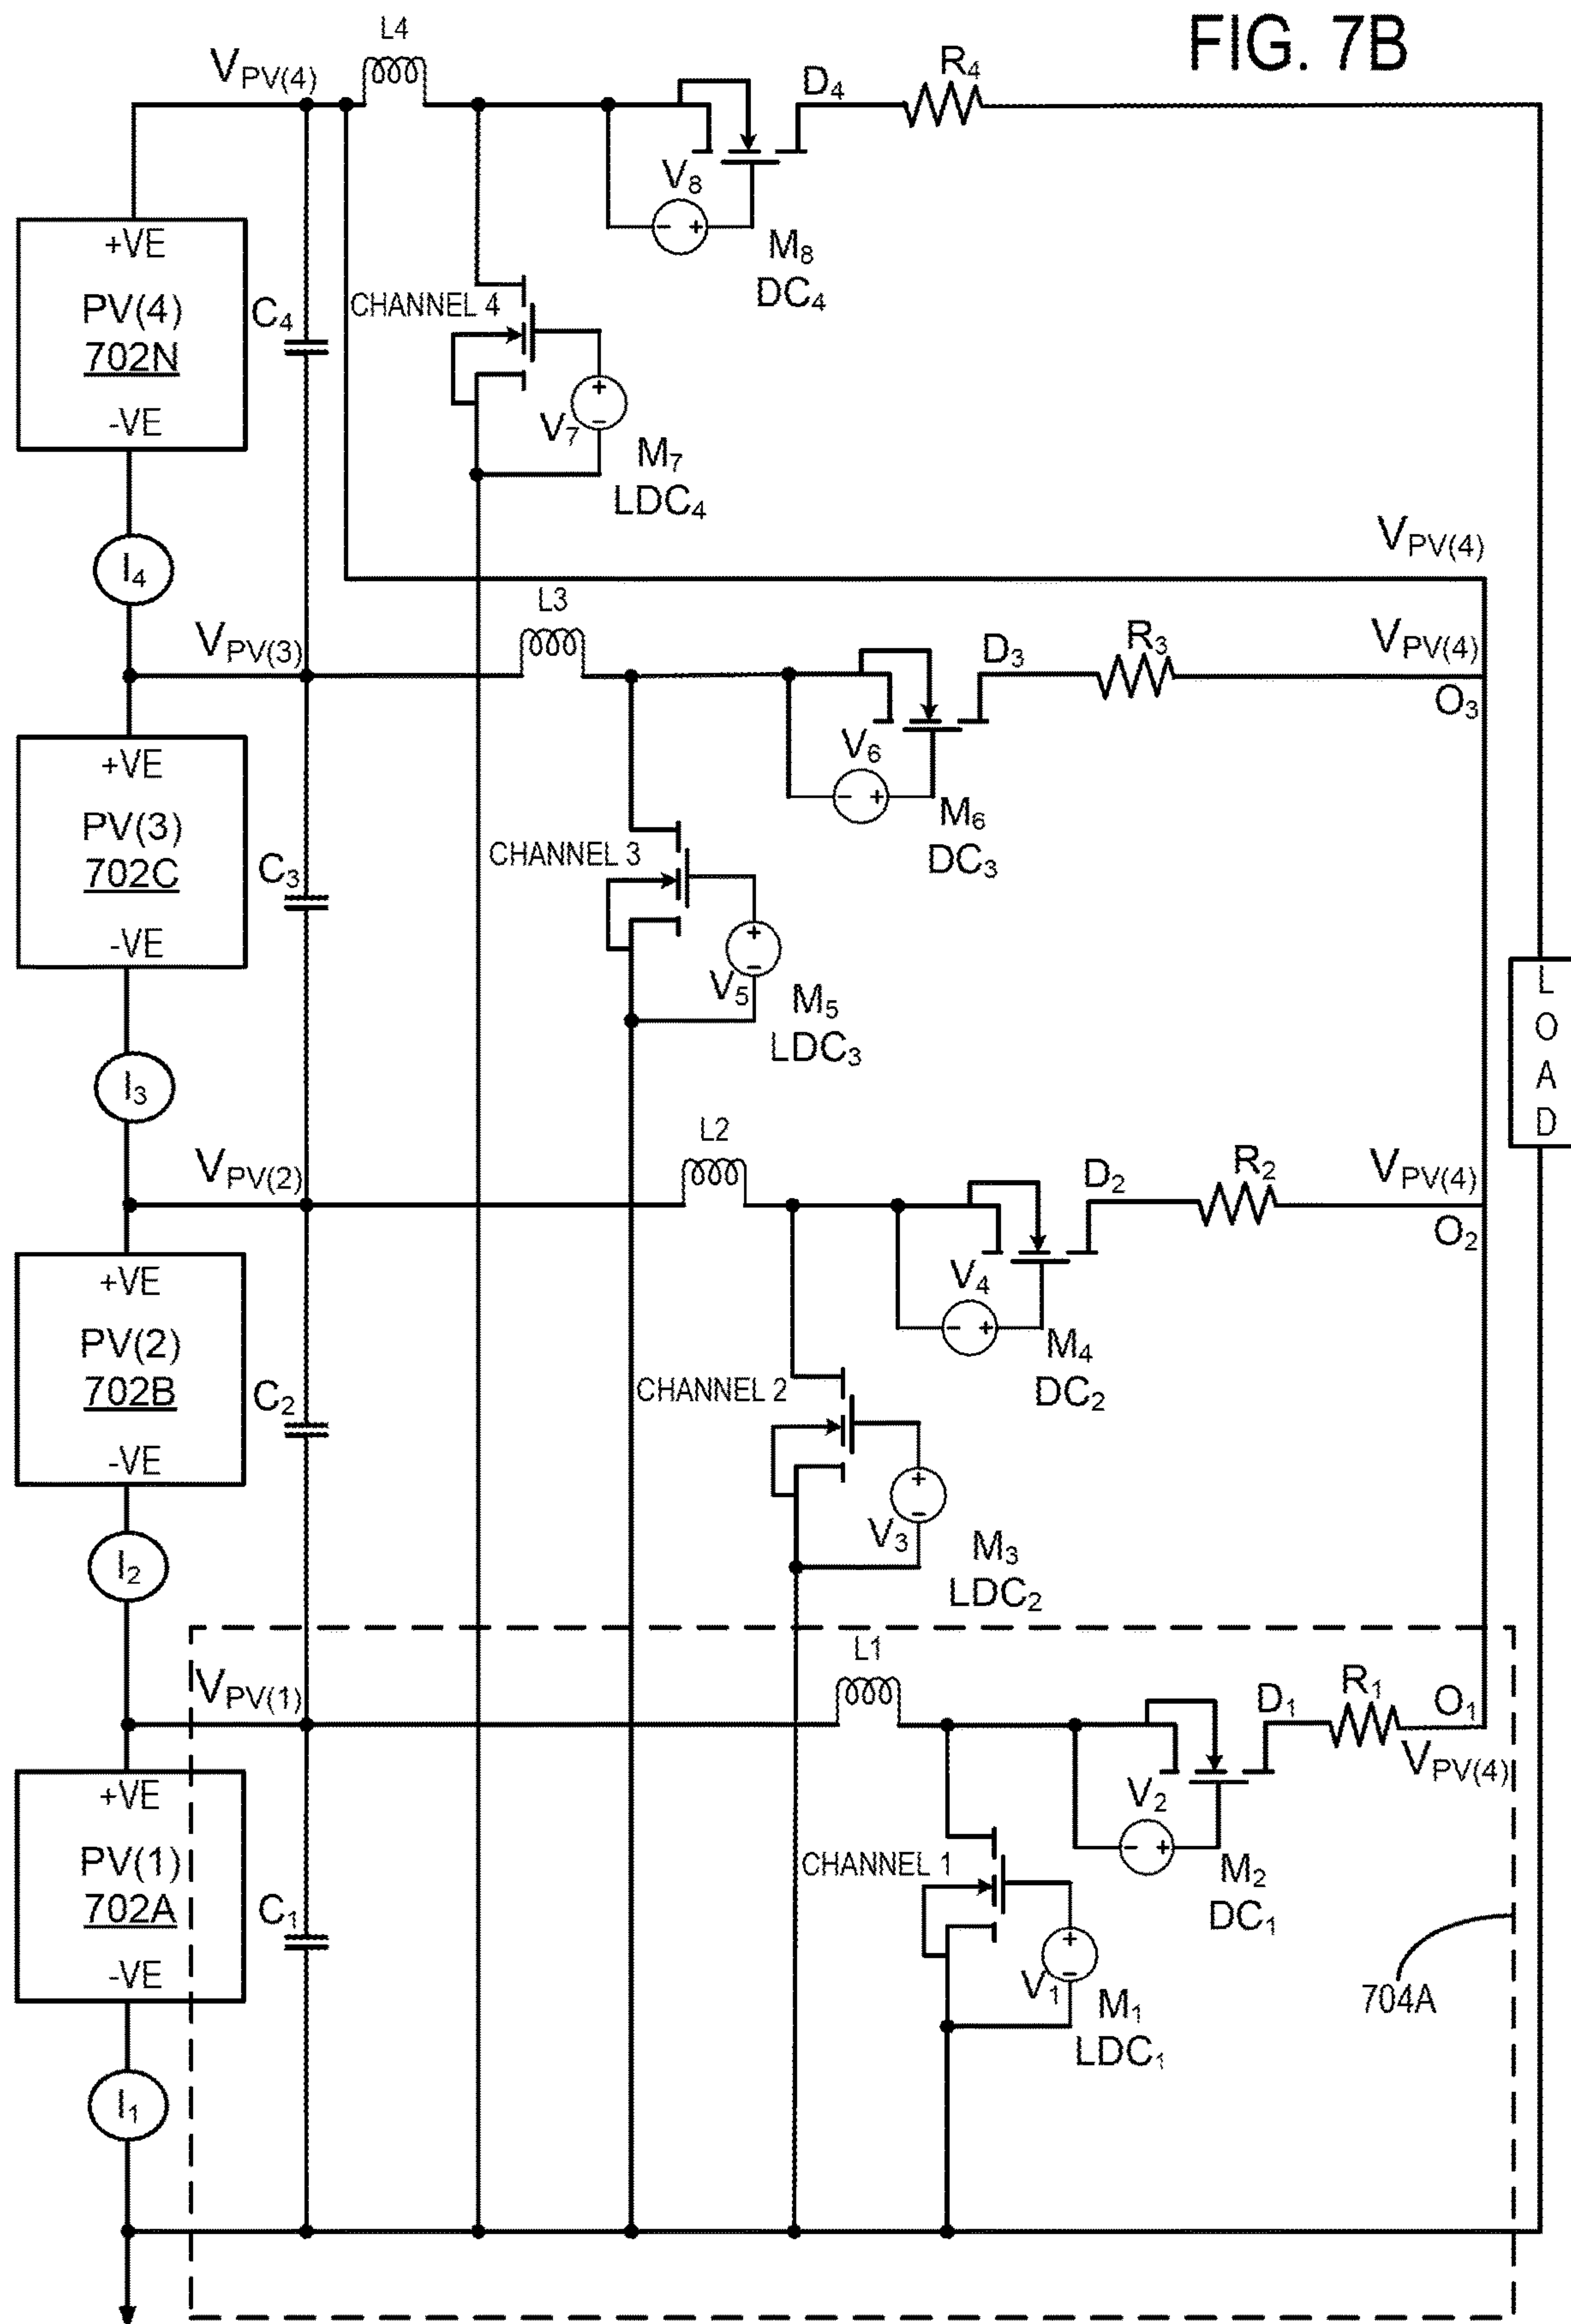 FIG. 7B
L4
VPV(4)
D4
R4
+VE
PV(4)
702N
-VE
C4
CHANNEL 4
V8
- +
M8
DC4
+
-
V7
M7
LDC4
I4
VPV(4)
L3
VPV(3)
D3
R3
VPV(4)
O3
+VE
PV(3)
702C
-VE
C3
CHANNEL 3
V6
- +
M6
DC3
+
-
V5
M5
LDC3
LOAD
I3
L2
VPV(2)
D2
R2
VPV(4)
O2
+VE
PV(2)
702B
-VE
C2
CHANNEL 2
V4
- +
M4
DC2
+
-
V3
M3
LDC2
I2
L1
VPV(1)
D1
R1
O1
VPV(4)
+VE
PV(1)
702A
-VE
C1
CHANNEL 1
V2
- +
M2
DC1
+
-
V1
M1
LDC1
704A
I1